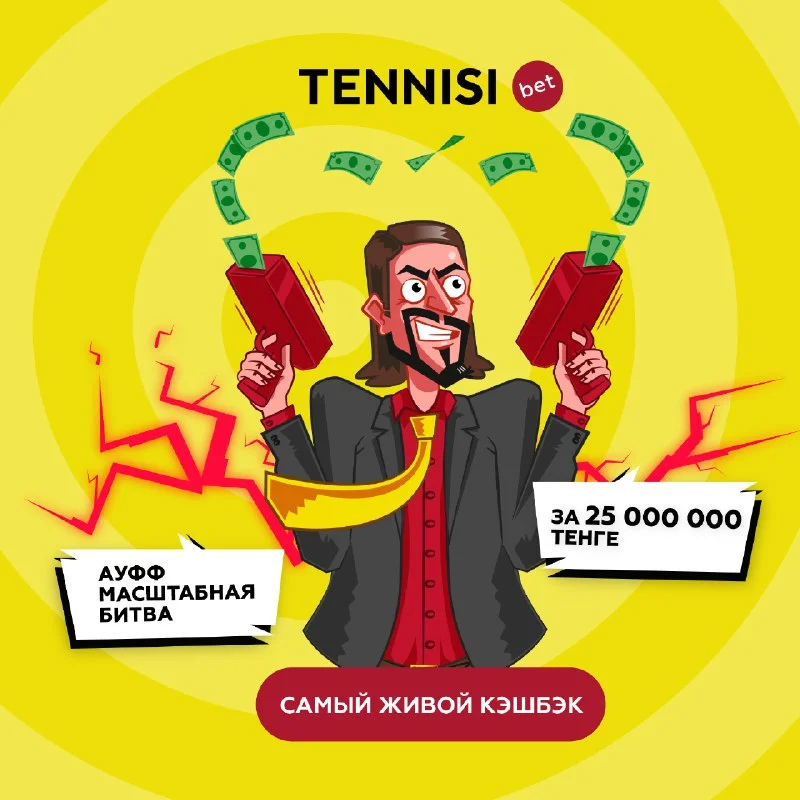 TENNISI bet
АУФФ
МАСШТАБНАЯ
БИТВА
ЗА 25 000 000
ТЕНГЕ
САМЫЙ ЖИВОЙ КЭШБЭК